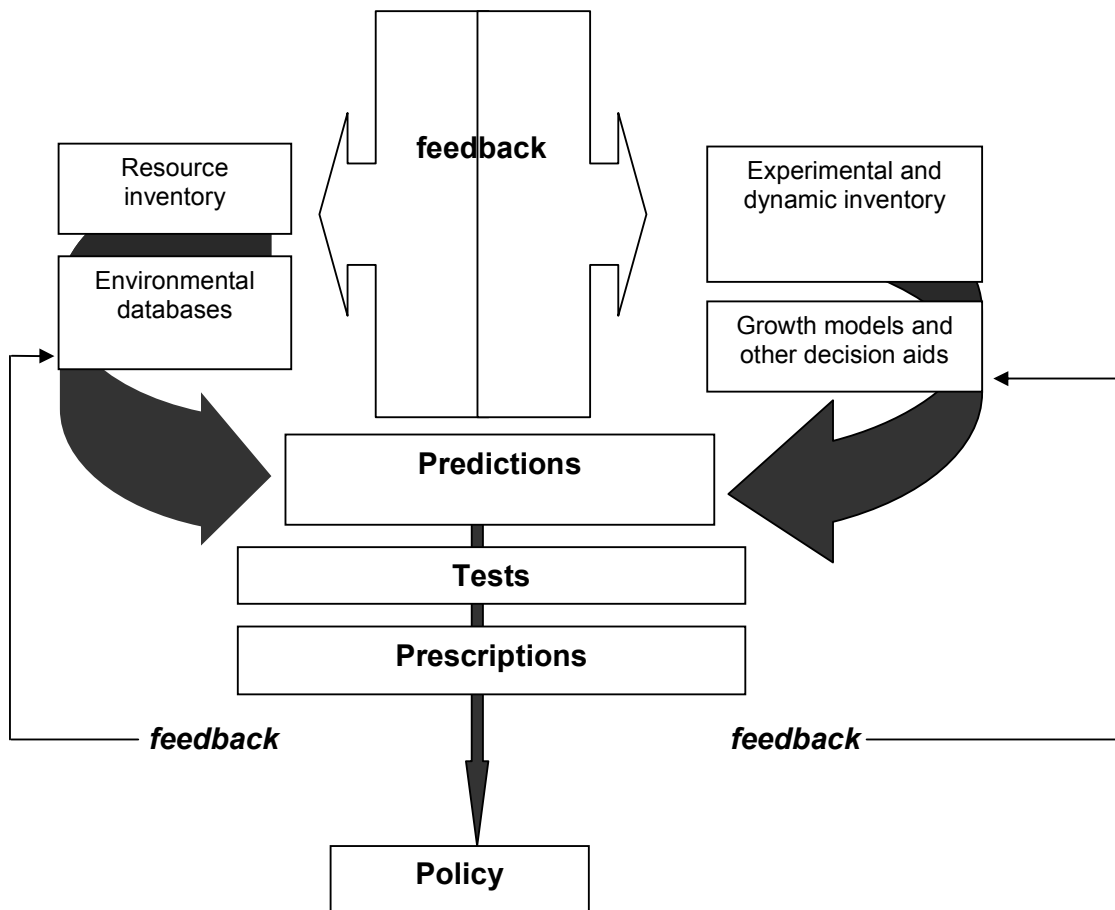 feedback
Resource
inventory
Experimental and
dynamic inventory
Environmental
databases
Growth models and
other decision aids
Predictions
Tests
Prescriptions
feedback
feedback
Policy